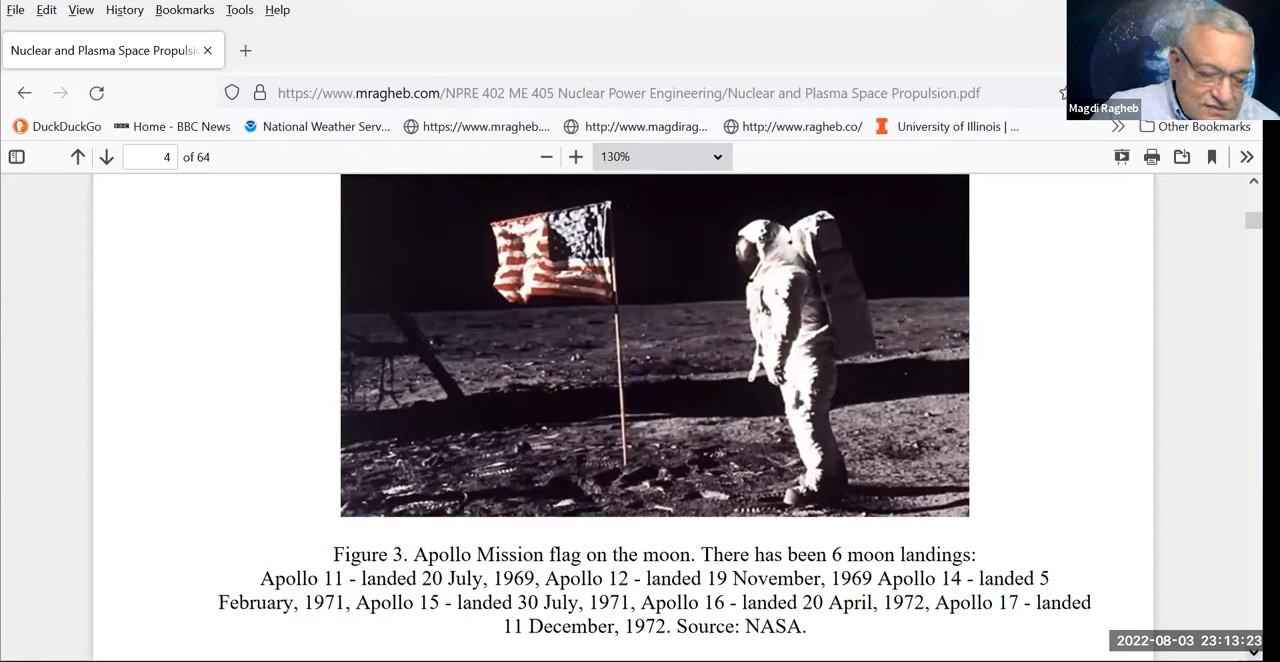 File Edit View History Bookmarks Tools Help
Nuclear and Plasma Space Propulsi
https://www.mragheb.com/NPRE 402 ME 405 Nuclear Power Engineering/Nuclear and Plasma Space Propulsion.pdf
Magdi Ragheb
DuckDuckGo BBC Home - BBC News National Weather Serv... https://www.mragheb.... http://www.magdirag... http://www.ragheb.co/ University of Illinois | ... Other Bookmarks
4 of 64 130%
Figure 3. Apollo Mission flag on the moon. There has been 6 moon landings:
Apollo 11 - landed 20 July, 1969, Apollo 12 - landed 19 November, 1969 Apollo 14 - landed 5
February, 1971, Apollo 15 - landed 30 July, 1971, Apollo 16 - landed 20 April, 1972, Apollo 17 - landed
11 December, 1972. Source: NASA.
2022-08-03 23:13:23